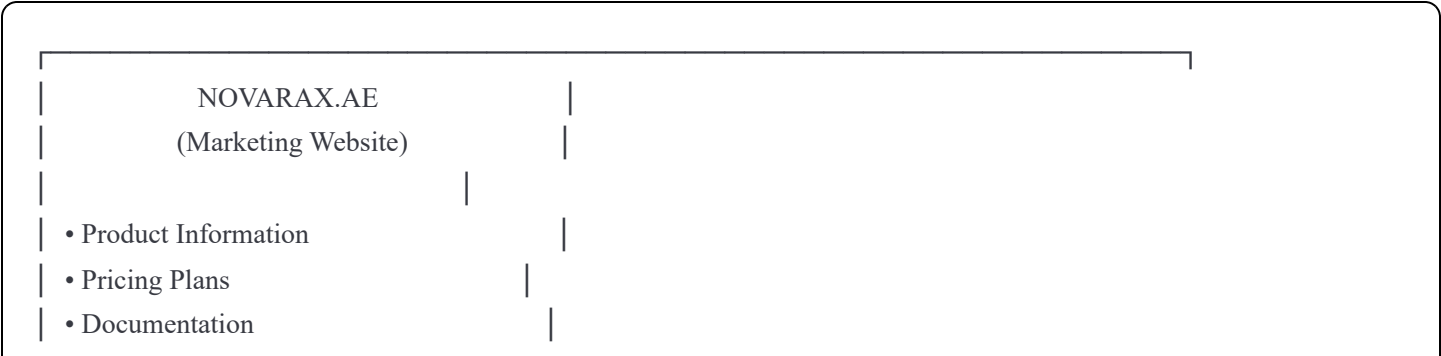 NOVARAX.AE
(Marketing Website)
• Product Information
• Pricing Plans
• Documentation